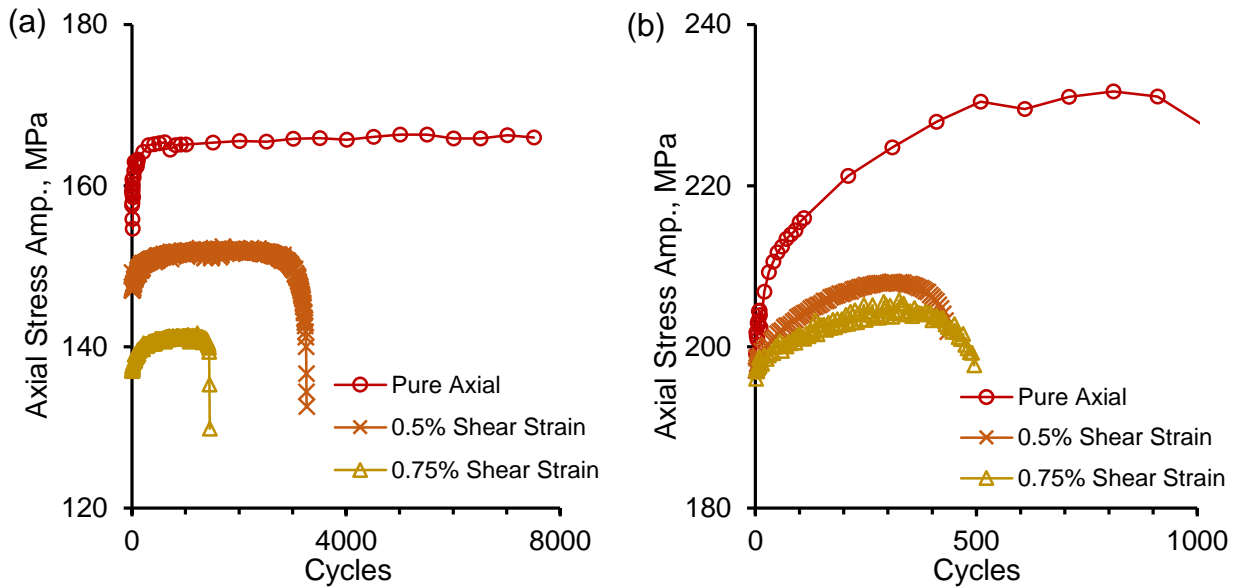 (a)
180
160
140
120
Axial Stress Amp., MPa
0
4000
8000
Cycles
Pure Axial
0.5% Shear Strain
0.75% Shear Strain
(b)
240
220
200
180
Axial Stress Amp., MPa
0
500
1000
Cycles
Pure Axial
0.5% Shear Strain
0.75% Shear Strain